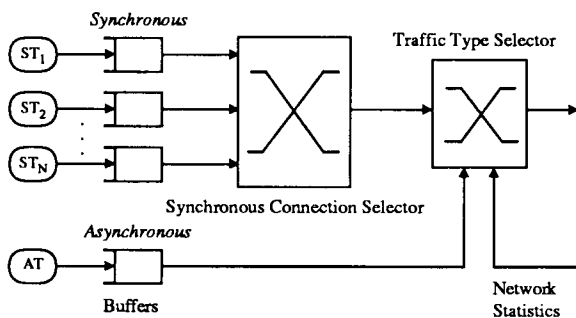 Synchronous
Traffic Type Selector
ST1
ST2
STN
Synchronous Connection Selector
Asynchronous
AT
Buffers
Network
Statistics